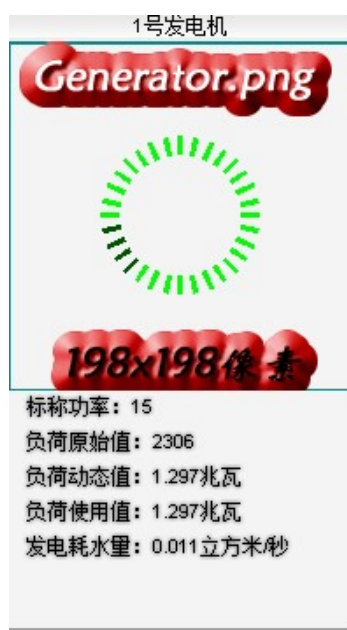 1号发电机
Generator.png
198x198像素
标称功率：15
负荷原始值：2306
负荷动态值：1.297兆瓦
负荷使用值：1.297兆瓦
发电耗水量：0.011立方米/秒